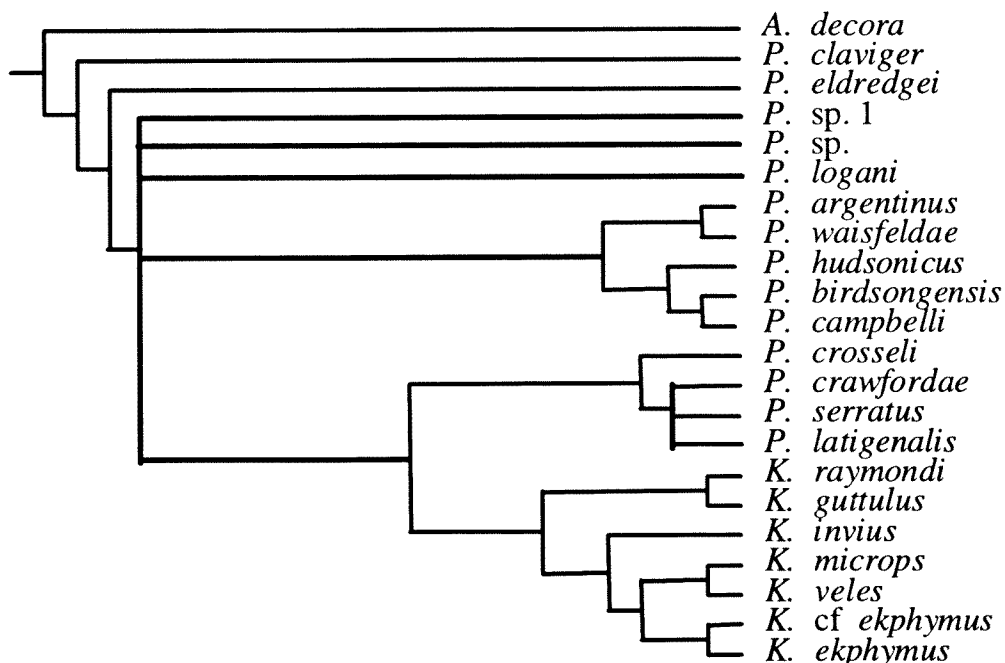 A. decora
P. claviger
P. eldredgei
P. sp. 1
P. sp.
P. logani
P. argentinus
P. waisfeldae
P. hudsonicus
P. birdsongensis
P. campbelli
P. crosseli
P. crawfordae
P. serratus
P. latigenalis
K. raymondi
K. guttulus
K. invius
K. microps
K. veles
K. cf ekphymus
K. ekphymus